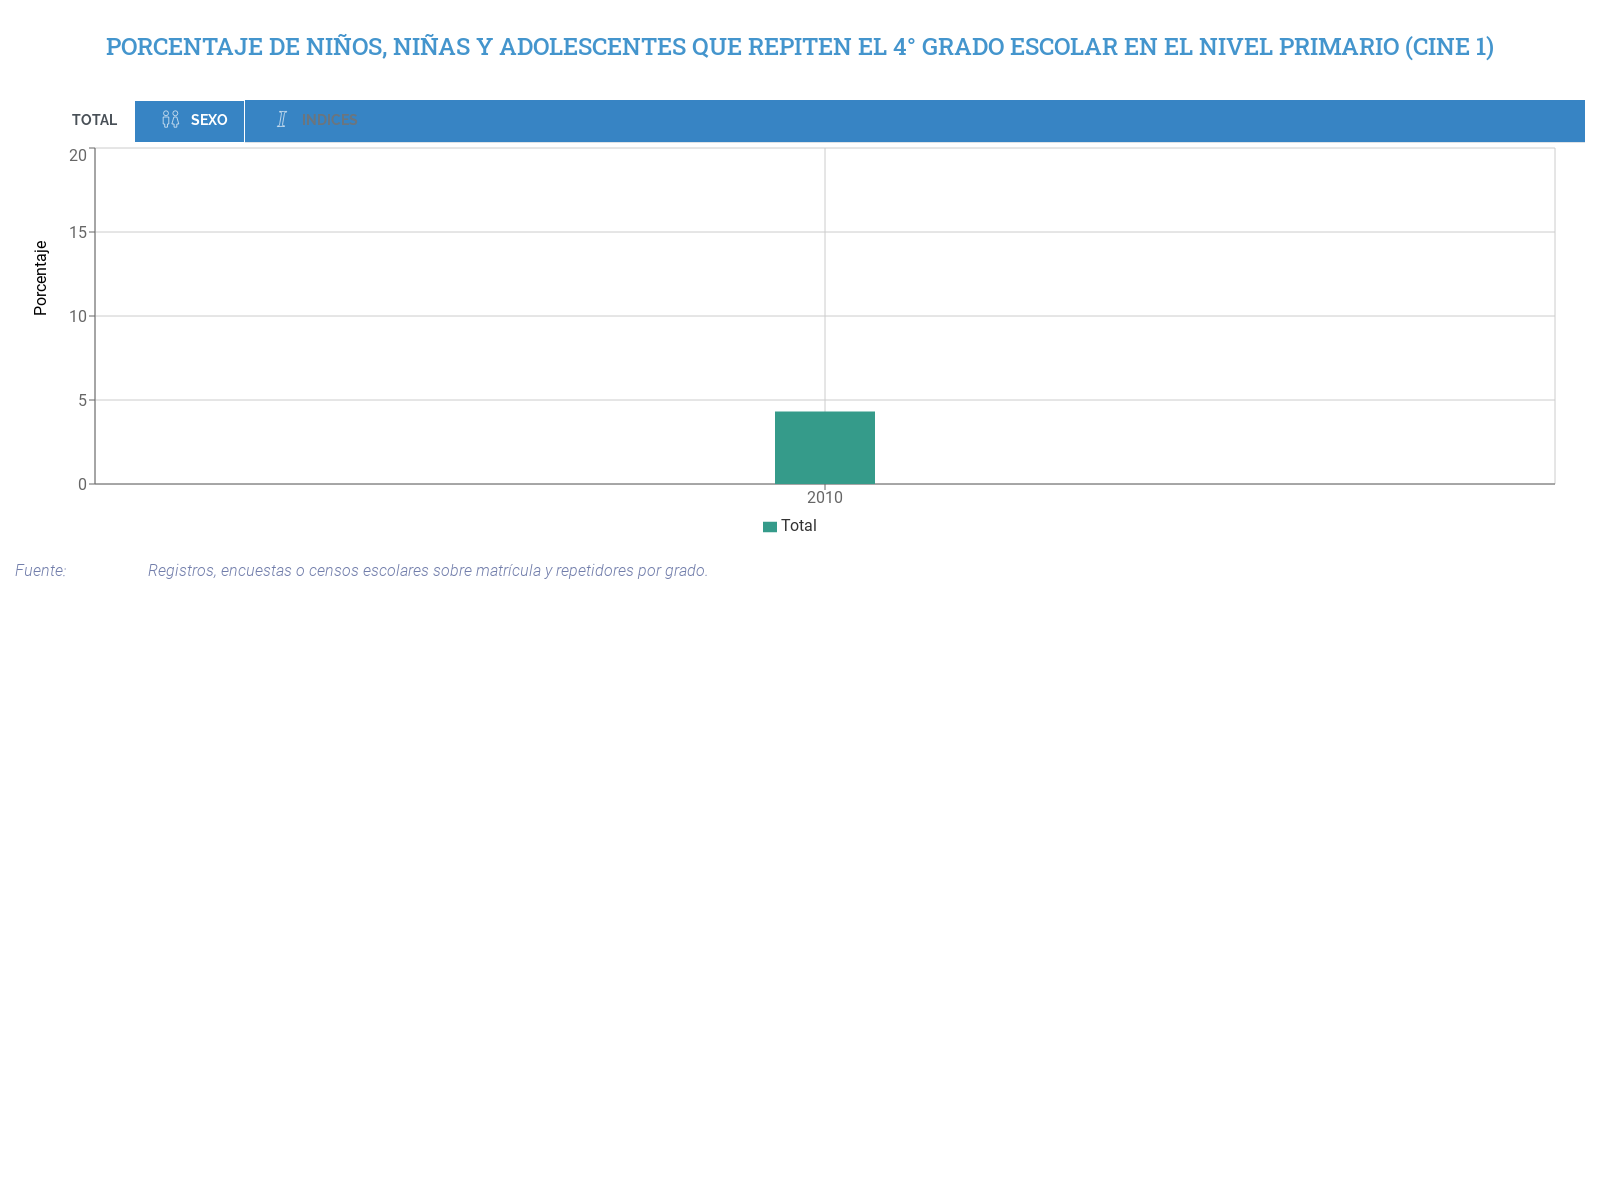 PORCENTAJE DE NIÑOS, NIÑAS Y ADOLESCENTES QUE REPITEN EL 4° GRADO ESCOLAR EN EL NIVEL PRIMARIO (CINE 1)
TOTAL SEXO INDICES
20
15
10
5
0
Porcentaje
2010
Total
Fuente: Registros, encuestas o censos escolares sobre matrícula y repetidores por grado.